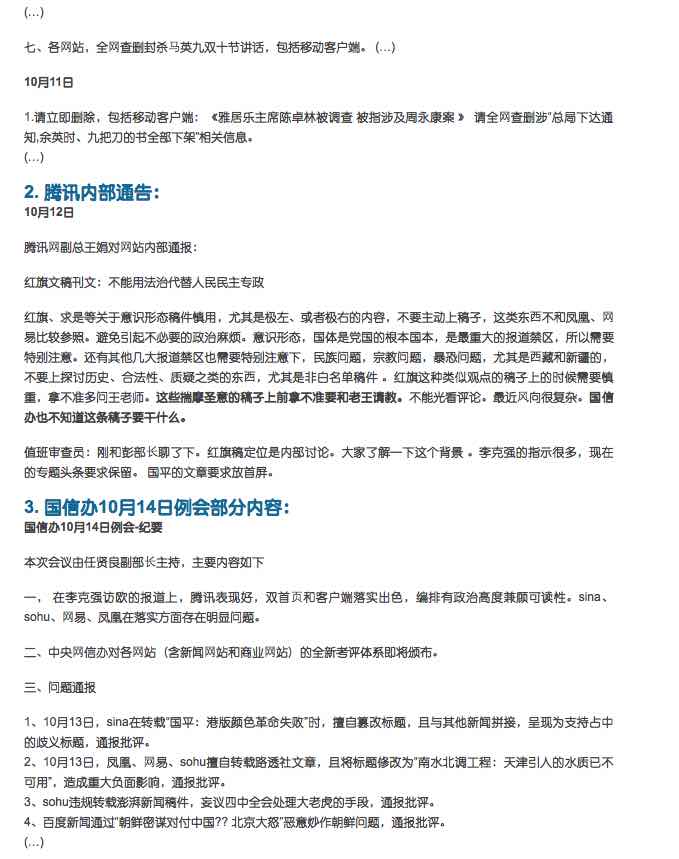 (...)
七、各网站，全网查删封杀马英九双十节讲话，包括移动客户端。 (...)
10月11日
1.请立即删除，包括移动客户端： 《雅居乐主席陈卓林被调查 被指涉及周永康案 》 请全网查删涉“总局下达通
知,余英时、九把刀的书全部下架”相关信息。
(...)
2. 腾讯内部通告：
10月12日
腾讯网副总王娟对网站内部通报：
红旗文稿刊文：不能用法治代替人民民主专政
红旗、求是等关于意识形态稿件慎用，尤其是极左、或者极右的内容，不要主动上稿子，这类东西不和凤凰、网
易比较参照。避免引起不必要的政治麻烦。意识形态，国体是党国的根本国本，是最重大的报道禁区，所以需要
特别注意。还有其他几大报道禁区也需要特别注意下，民族问题，宗教问题，暴恐问题，尤其是西藏和新疆的，
不要上探讨历史、合法性、质疑之类的东西，尤其是非白名单稿件 。红旗这种类似观点的稿子上的时候需要慎
重，拿不准多问王老师。这些揣摩圣意的稿子上前拿不准要和老王请教。不能光看评论。最近风向很复杂。国信
办也不知道这条稿子要干什么。
值班审查员：刚和彭部长聊了下。红旗稿定位是内部讨论。大家了解一下这个背景 。李克强的指示很多，现在
的专题头条要求保留。 国平的文章要求放首屏。
3. 国信办10月14日例会部分内容：
国信办10月14日例会-纪要
本次会议由任贤良副部长主持，主要内容如下
一， 在李克强访欧的报道上，腾讯表现好，双首页和客户端落实出色，编排有政治高度兼顾可读性。sina、
sohu、网易、凤凰在落实方面存在明显问题。
二、中央网信办对各网站（含新闻网站和商业网站）的全新考评体系即将颁布。
三、问题通报
1、10月13日，sina在转载“国平：港版颜色革命失败”时，擅自篡改标题，且与其他新闻拼接，呈现为支持占中
的歧义标题，通报批评。
2、10月13日，凤凰、网易、sohu擅自转载路透社文章，且将标题修改为“南水北调工程：天津引入的水质已不
可用”，造成重大负面影响，通报批评。
3、sohu违规转载澎湃新闻稿件，妄议四中全会处理大老虎的手段，通报批评。
4、百度新闻通过“朝鲜密谋对付中国?? 北京大怒”恶意炒作朝鲜问题，通报批评。
(...)